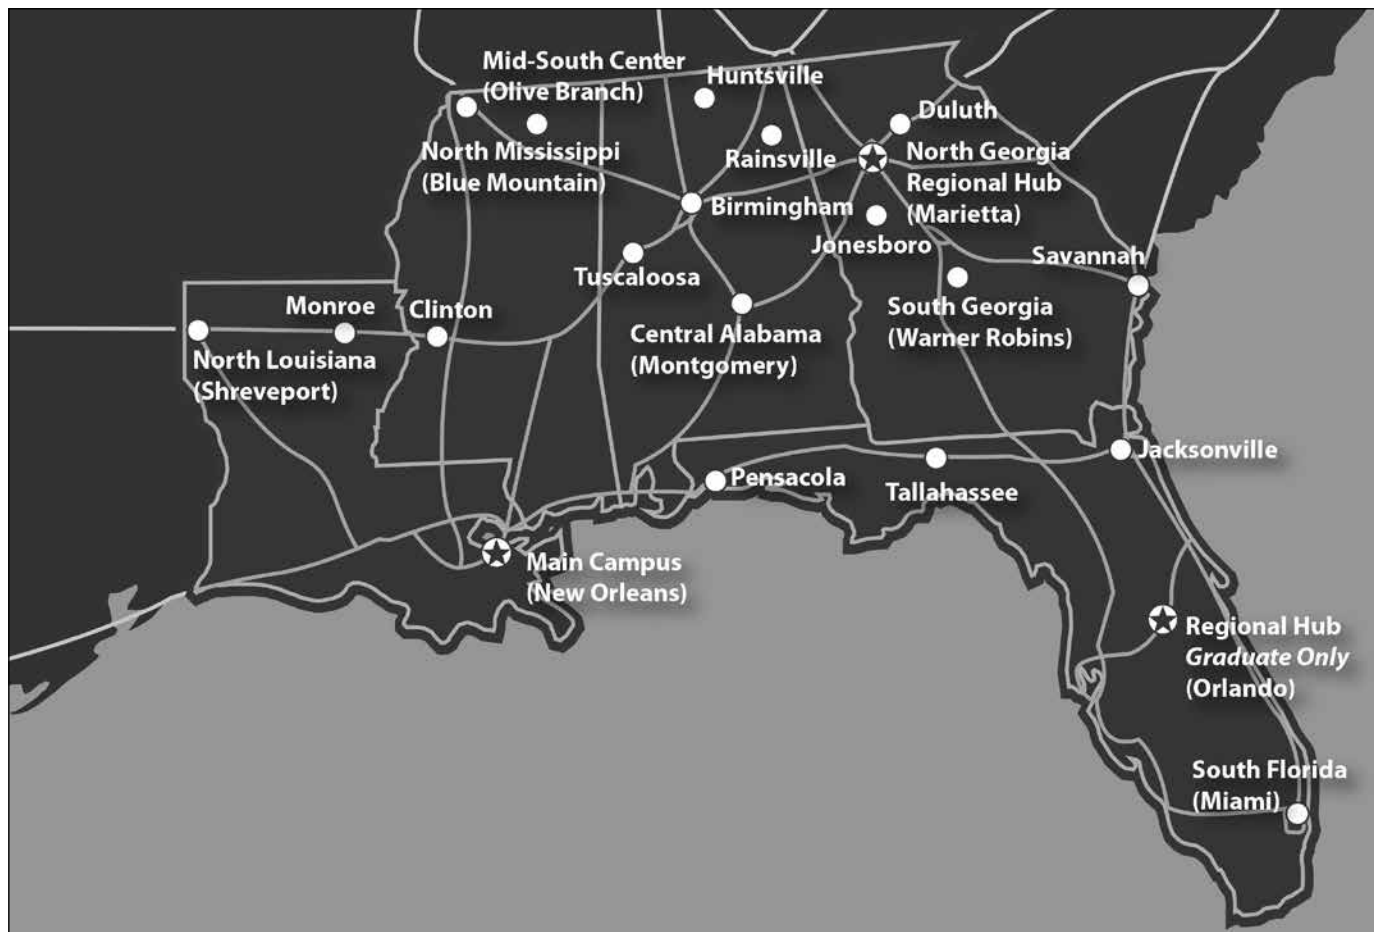 Mid-South Center
(Olive Branch)
Huntsville
Duluth
North Mississippi
(Blue Mountain)
Rainsville
North Georgia
Regional Hub
(Marietta)
Birmingham
Jonesboro
Savannah
Tuscaloosa
Monroe
Clinton
South Georgia
(Warner Robins)
Central Alabama
(Montgomery)
North Louisiana
(Shreveport)
Jacksonville
Pensacola
Tallahassee
Main Campus
(New Orleans)
Regional Hub
Graduate Only
(Orlando)
South Florida
(Miami)